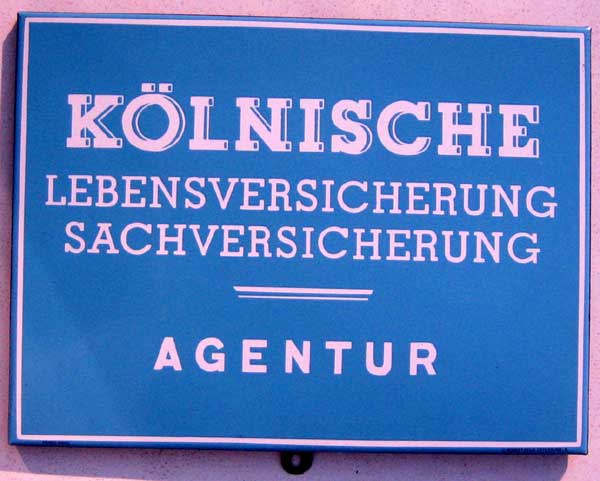 KÖLNISCHE
LEBENSVERSICHERUNG
SACHVERSICHERUNG
AGENTUR